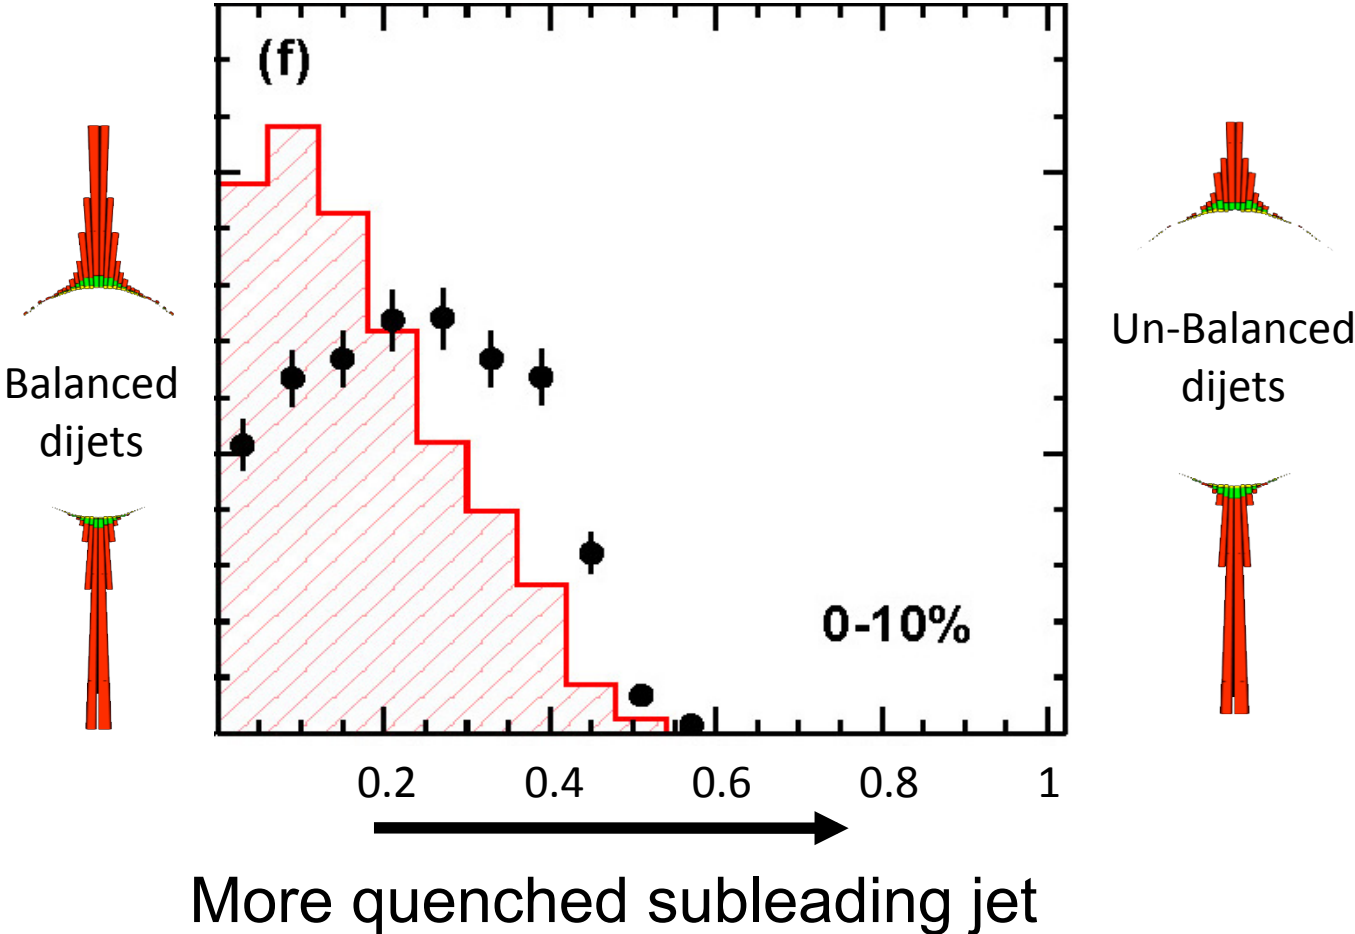 (f)
Balanced
dijets
Un-Balanced
dijets
0-10%
0.2 0.4 0.6 0.8 1
More quenched subleading jet